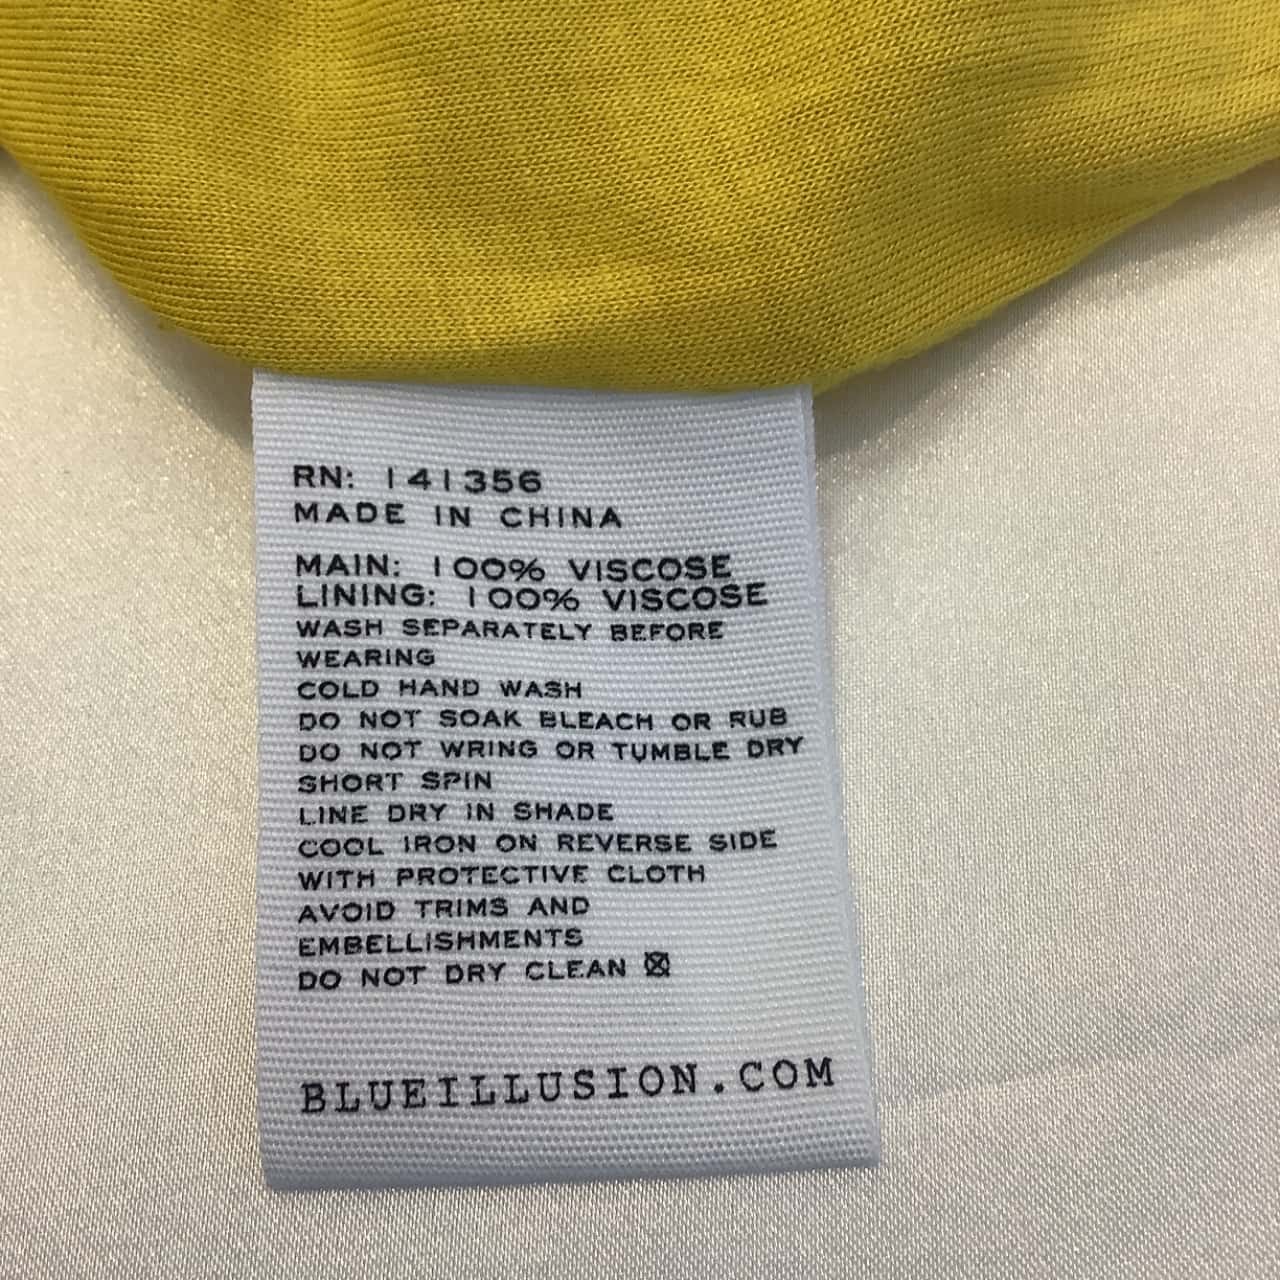 RN: 141356
MADE IN CHINA
MAIN: 100% VISCOSE
LINING: 100% VISCOSE
WASH SEPARATELY BEFORE
WEARING
COLD HAND WASH
DO NOT SOAK BLEACH OR RUB
DO NOT WRING OR TUMBLE DRY
SHORT SPIN
LINE DRY IN SHADE
COOL IRON ON REVERSE SIDE
WITH PROTECTIVE CLOTH
AVOID TRIMS AND
EMBELLISHMENTS
DO NOT DRY CLEAN
BLUEILLUSION.COM